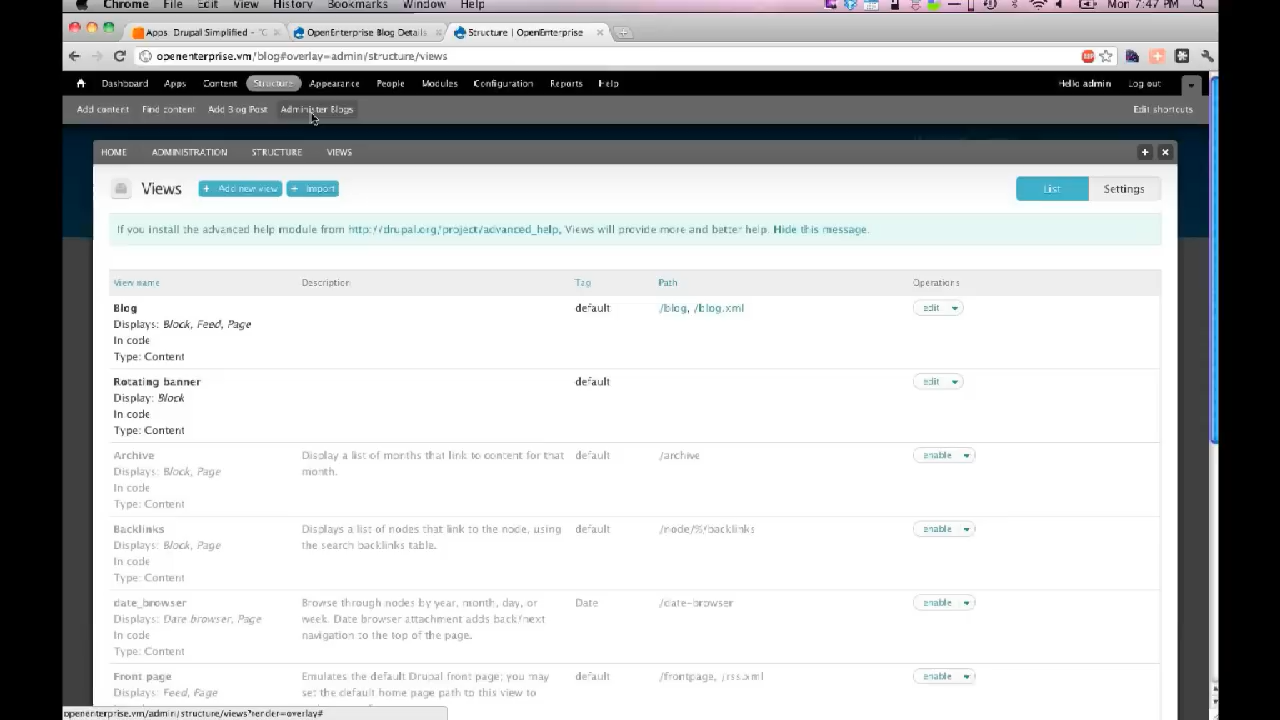 Chrome File Edit View History Bookmarks Window Help Mon 7:47 PM
Apps Drupal Simplified - OpenEnterprise Blog Details Structure | OpenEnterprise
openenterprise.vm/blog#overlay=admin/structure/views
Dashboard Apps Content Structure Appearance People Modules Configuration Reports Help Hello admin Log out
Add content Find content Add Blog Post Administer Blogs Edit shortcuts
HOME ADMINISTRATION STRUCTURE VIEWS
Views + Add new view + Import List Settings
If you install the advanced help module from http://drupal.org/project/advanced_help, Views will provide more and better help. Hide this message.
View name Description Tag Path Operations
Blog default /blog, /blog.xml edit
Displays: Block, Feed, Page
In code
Type: Content
Rotating banner default edit
Display: Block
In code
Type: Content
Archive Display a list of months that link to content for that default /archive enable
Displays: Block, Page month.
In code
Type: Content
Backlinks Displays a list of nodes that link to the node, using default /node/%/backlinks enable
Displays: Block, Page the search backlinks table.
In code
Type: Content
date_browser Browse through nodes by year, month, day, or Date /date-browser enable
Displays: Date browser, Page week. Date browser attachment adds back/next
In code navigation to the top of the page.
Type: Content
Front page Emulates the default Drupal front page; you may default /frontpage, /rss.xml enable
Displays: Feed, Page set the default home page path to this view to
openenterprise.vm/admin/structure/views?render=overlay#